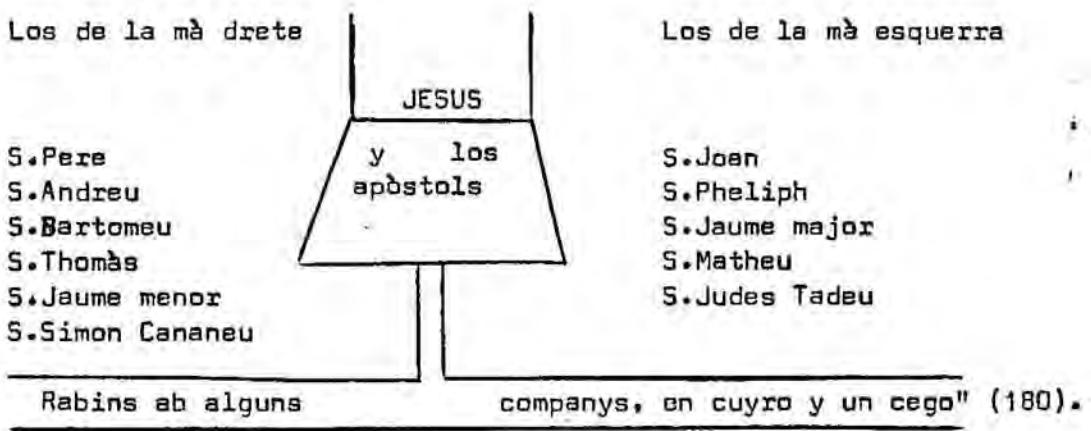 Los de la mà drete
Los de la mà esquerra
JESUS
y los
apòstols
S.Pere
S.Andreu
S.Bartomeu
S.Thomàs
S.Jaume menor
S.Simon Cananeu
S.Joan
S.Pheliph
S.Jaume major
S.Matheu
S.Judes Tadeu
Rabins ab alguns companys, en cuyro y un cego" (180).